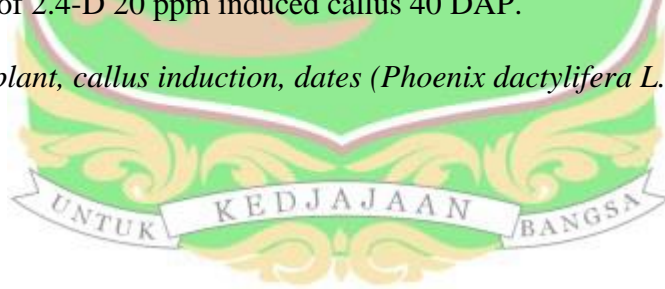 of 2.4-D 20 ppm induced callus 40 DAP.
plant, callus induction, dates (Phoenix dactylifera L.
UNTUK KEDJAJAAN BANGSA